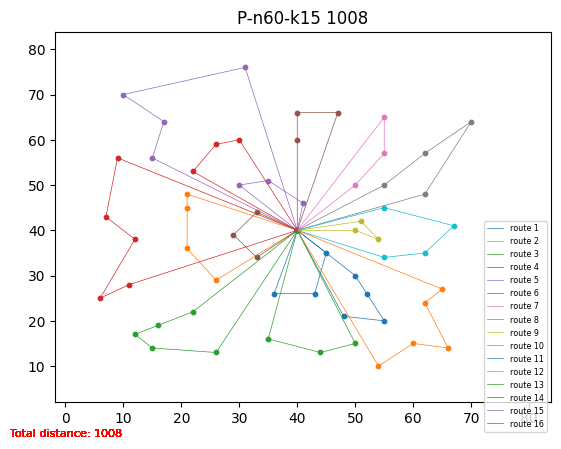 P-n60-k15 1008
80
70
60
50
40
30
20
10
0 10 20 30 40 50 60 70 80
route 1
route 2
route 3
route 4
route 5
route 6
route 7
route 8
route 9
route 10
route 11
route 12
route 13
route 14
route 15
route 16
Total distance: 1008